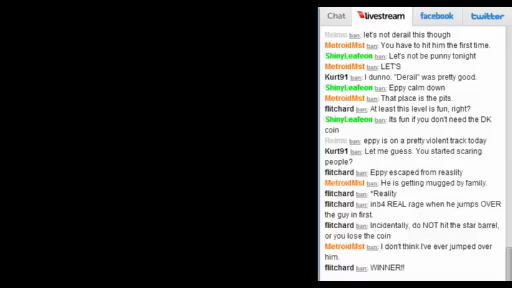 Chat livestream facebook twitter
Reimu ban: let's not derail this though
MetroidMst ban: You have to hit him the first time.
ShinyLeafeon ban: Let's not be punny tonight
MetroidMst ban: LET'S
Kurt91 ban: I dunno. "Derail" was pretty good.
ShinyLeafeon ban: Eppy calm down
MetroidMst ban: That place is the pits.
flitchard ban: At least this level is fun, right?
ShinyLeafeon ban: Its fun if you don't need the DK
coin
Reimu ban: eppy is on a pretty violent track today
Kurt91 ban: Let me guess. You started scaring
people?
flitchard ban: Eppy escaped from reaslity
MetroidMst ban: He is getting mugged by family.
flitchard ban: *Reality
flitchard ban: inb4 REAL rage when he jumps OVER
the guy in first.
flitchard ban: Incidentally, do NOT hit the star barrel,
or you lose the coin
MetroidMst ban: I don't think I've ever jumped over
him.
flitchard ban: WINNER!!